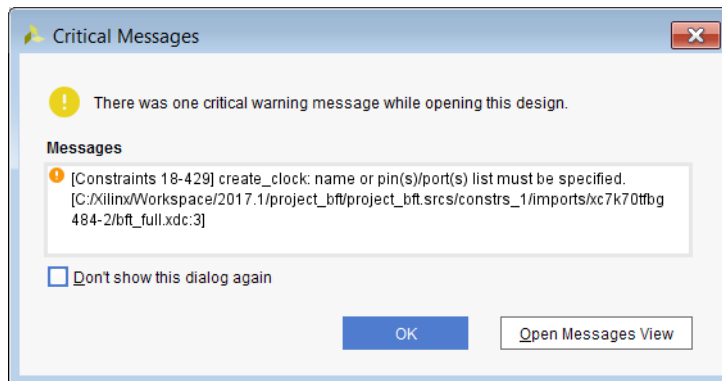 Critical Messages
There was one critical warning message while opening this design.
Messages
[Constraints 18-429] create_clock: name or pin(s)/port(s) list must be specified.
[C:/Xilinx/Workspace/2017.1/project_bft/project_bft.srcs/constrs_1/imports/xc7k70tfbg
484-2/bft_full.xdc:3]
Don't show this dialog again
OK
Open Messages View